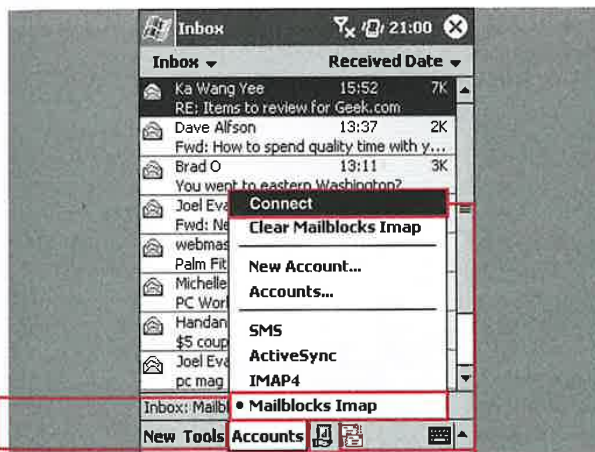 Inbox 21:00
Inbox Received Date
Ka Wang Yee 15:52 7K
RE: Items to review for Geek.com
Dave Alfson 13:37 2K
Fwd: How to spend quality time with y...
Brad O 13:11 3K
You went to eastern Washington?
Joel Eva
Fwd: Ne
webmas
Palm Fit
Michelle
PC Worl
Handan
$5 coup
Joel Eva
pc mag
Connect
Clear Mailblocks Imap
New Account...
Accounts...
SMS
ActiveSync
IMAP4
• Mailblocks Imap
Inbox: Mailbl
New Tools Accounts